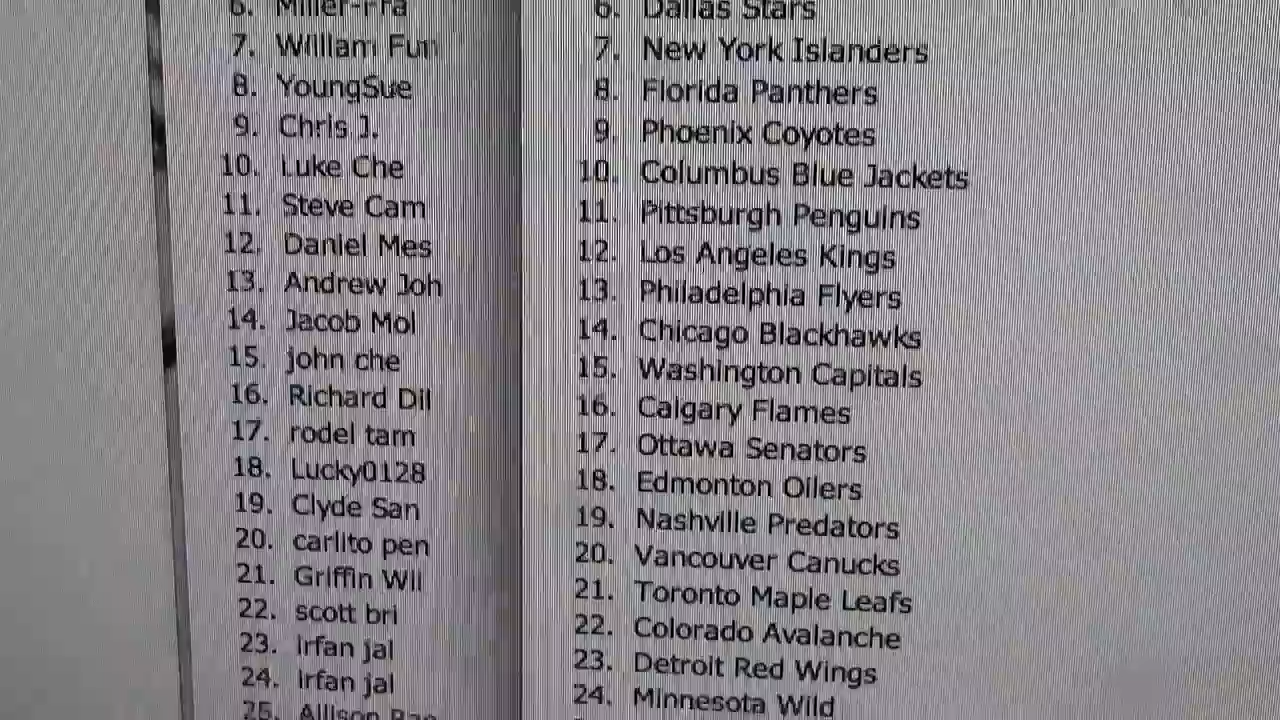 6. Miller-Fra
7. William Fun
8. YoungSue
9. Chris J.
10. Luke Che
11. Steve Cam
12. Daniel Mes
13. Andrew Joh
14. Jacob Mol
15. john che
16. Richard Dil
17. rodel tam
18. Lucky0128
19. Clyde San
20. carlito pen
21. Griffin Wil
22. scott bri
23. irfan jal
24. irfan jal
25. Allison
6. Dallas Stars
7. New York Islanders
8. Florida Panthers
9. Phoenix Coyotes
10. Columbus Blue Jackets
11. Pittsburgh Penguins
12. Los Angeles Kings
13. Philadelphia Flyers
14. Chicago Blackhawks
15. Washington Capitals
16. Calgary Flames
17. Ottawa Senators
18. Edmonton Oilers
19. Nashville Predators
20. Vancouver Canucks
21. Toronto Maple Leafs
22. Colorado Avalanche
23. Detroit Red Wings
24. Minnesota Wild